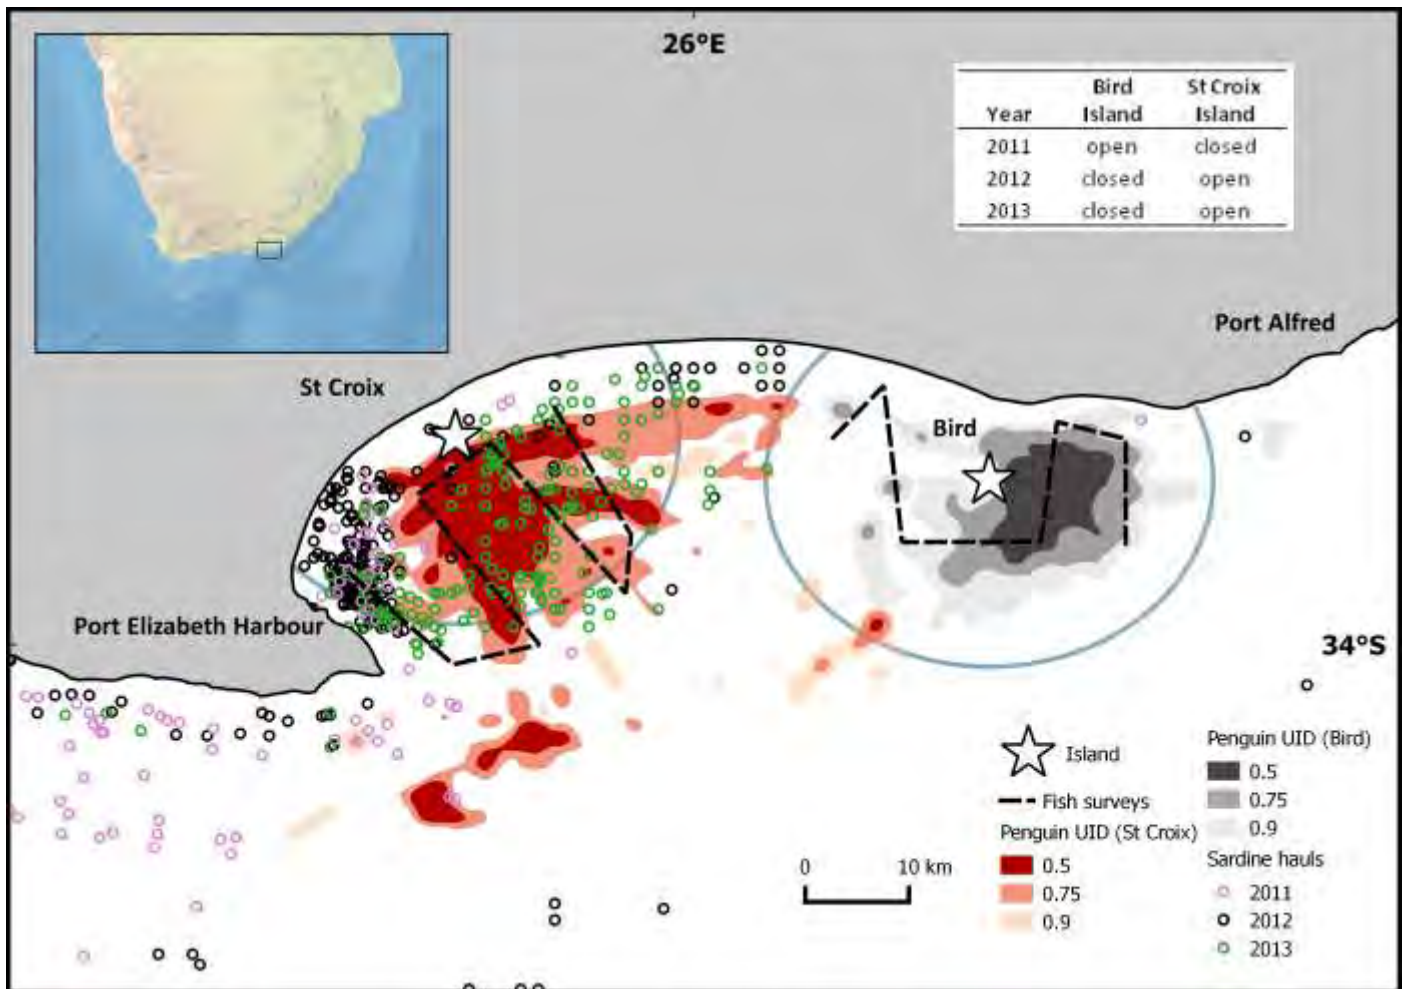 26°E
Bird St Croix
Year Island Island
2011 open closed
2012 closed open
2013 closed open
Port Alfred
St Croix
Bird
Port Elizabeth Harbour
34°S
Island
Fish surveys
Penguin UID (St Croix)
0.5
0.75
0.9
0 10 km
Penguin UID (Bird)
0.5
0.75
0.9
Sardine hauls
2011
2012
2013